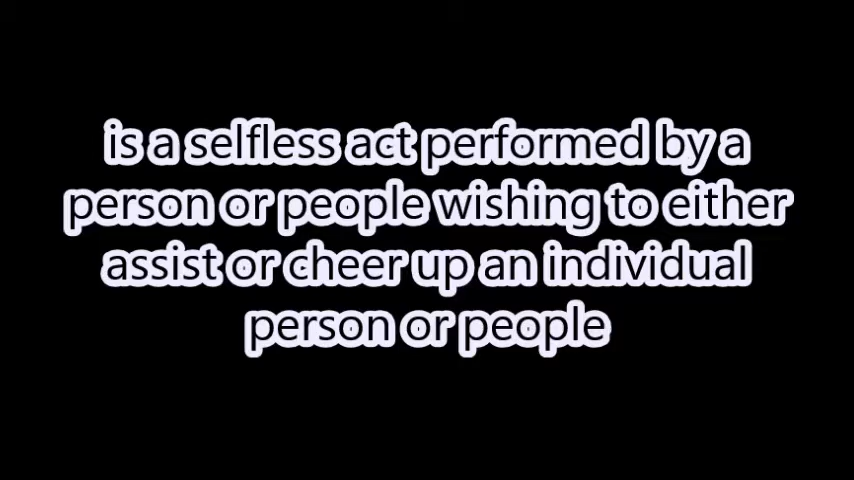 is a selfless act performed by a
person or people wishing to either
assist or cheer up an individual
person or people